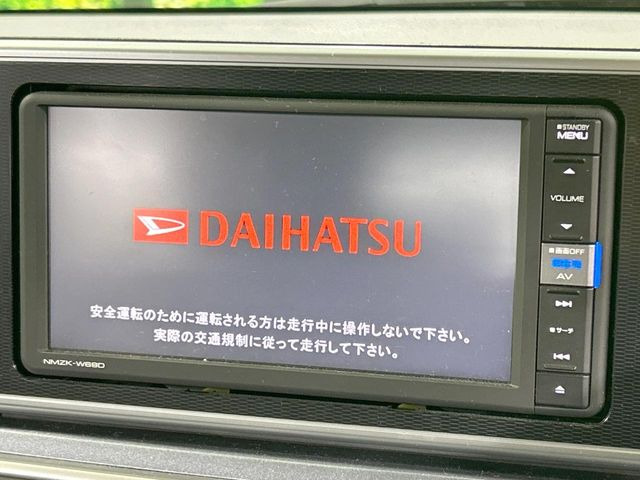 DAIHATSU
安全運転のために運転される方は走行中に操作しないで下さい。
実際の交通規制に従って走行して下さい。
NMZK-W68D
STANDBY
MENU
VOLUME
画面OFF
AV
サーチ